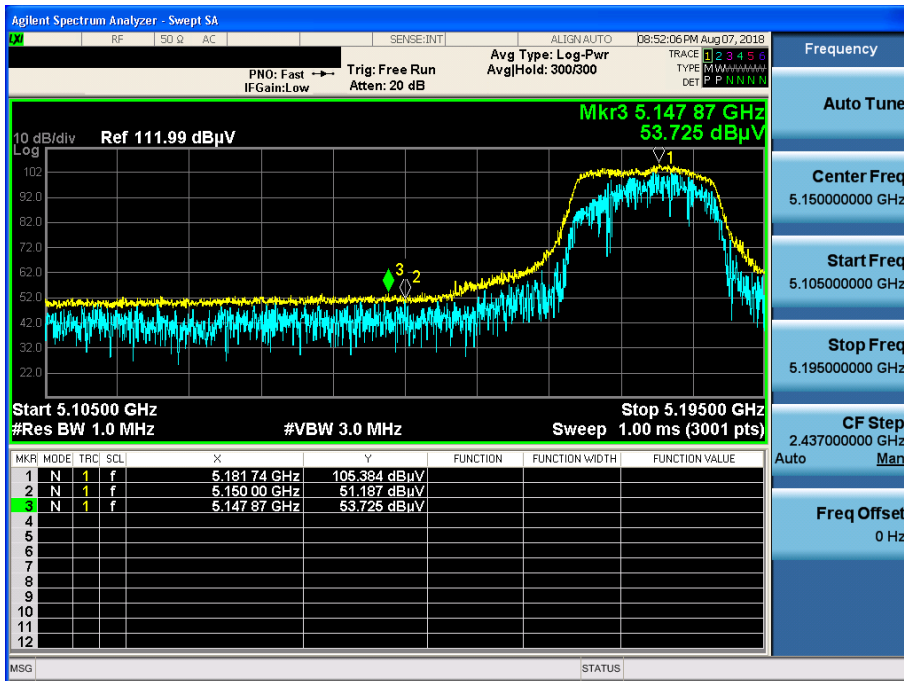 Agilent Spectrum Analyzer - Swept SA
LXI RF 50 Ω AC SENSE:INT ALIGNAUTO 08:52:06 PM Aug 07, 2018
PNO: Fast
IFGain:Low
Trig: Free Run
Atten: 20 dB
Avg Type: Log-Pwr
Avg|Hold: 300/300
TRACE 1 2 3 4 5 6
TYPE MWWWWW
DET P P N N N N
Mkr3 5.147 87 GHz
53.725 dBµV
10 dB/div Ref 111.99 dBµV
Log
102
92.0
82.0
72.0
62.0
52.0
42.0
32.0
22.0
1
3
2
Start 5.10500 GHz Stop 5.19500 GHz
#Res BW 1.0 MHz #VBW 3.0 MHz Sweep 1.00 ms (3001 pts)
MKR MODE TRC SCL X Y FUNCTION FUNCTION WIDTH FUNCTION VALUE
1 N 1 f 5.181 74 GHz 105.384 dBµV
2 N 1 f 5.150 00 GHz 51.187 dBµV
3 N 1 f 5.147 87 GHz 53.725 dBµV
4
5
6
7
8
9
10
11
12
MSG STATUS
Frequency
Auto Tune
Center Freq
5.150000000 GHz
Start Freq
5.105000000 GHz
Stop Freq
5.195000000 GHz
CF Step
2.437000000 GHz
Auto Man
Freq Offset
0 Hz